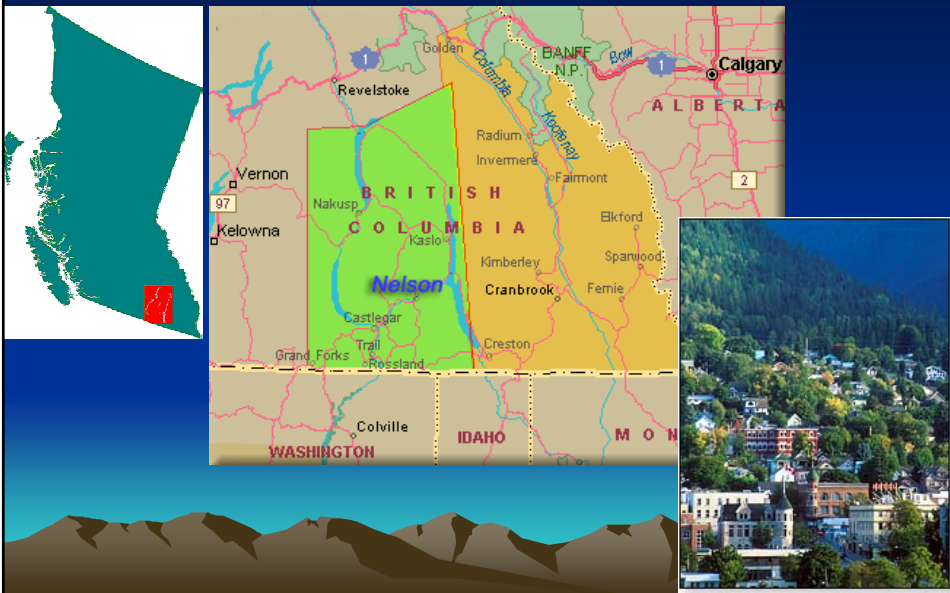 Golden
Columbia
BANFF
N.P.
Bow
1
1
Calgary
Revelstoke
ALBERTA
Kootenay
Radium
Invermere
Fairmont
2
Vernon
97
BRITISH
Nakusp
COLUMBIA
Elkford
Kelowna
Kaslo
Kimberley
Sparwood
Nelson
Cranbrook
Fernie
Castlegar
Trail
Creston
Grand Forks
Rossland
Colville
IDAHO
MON
WASHINGTON